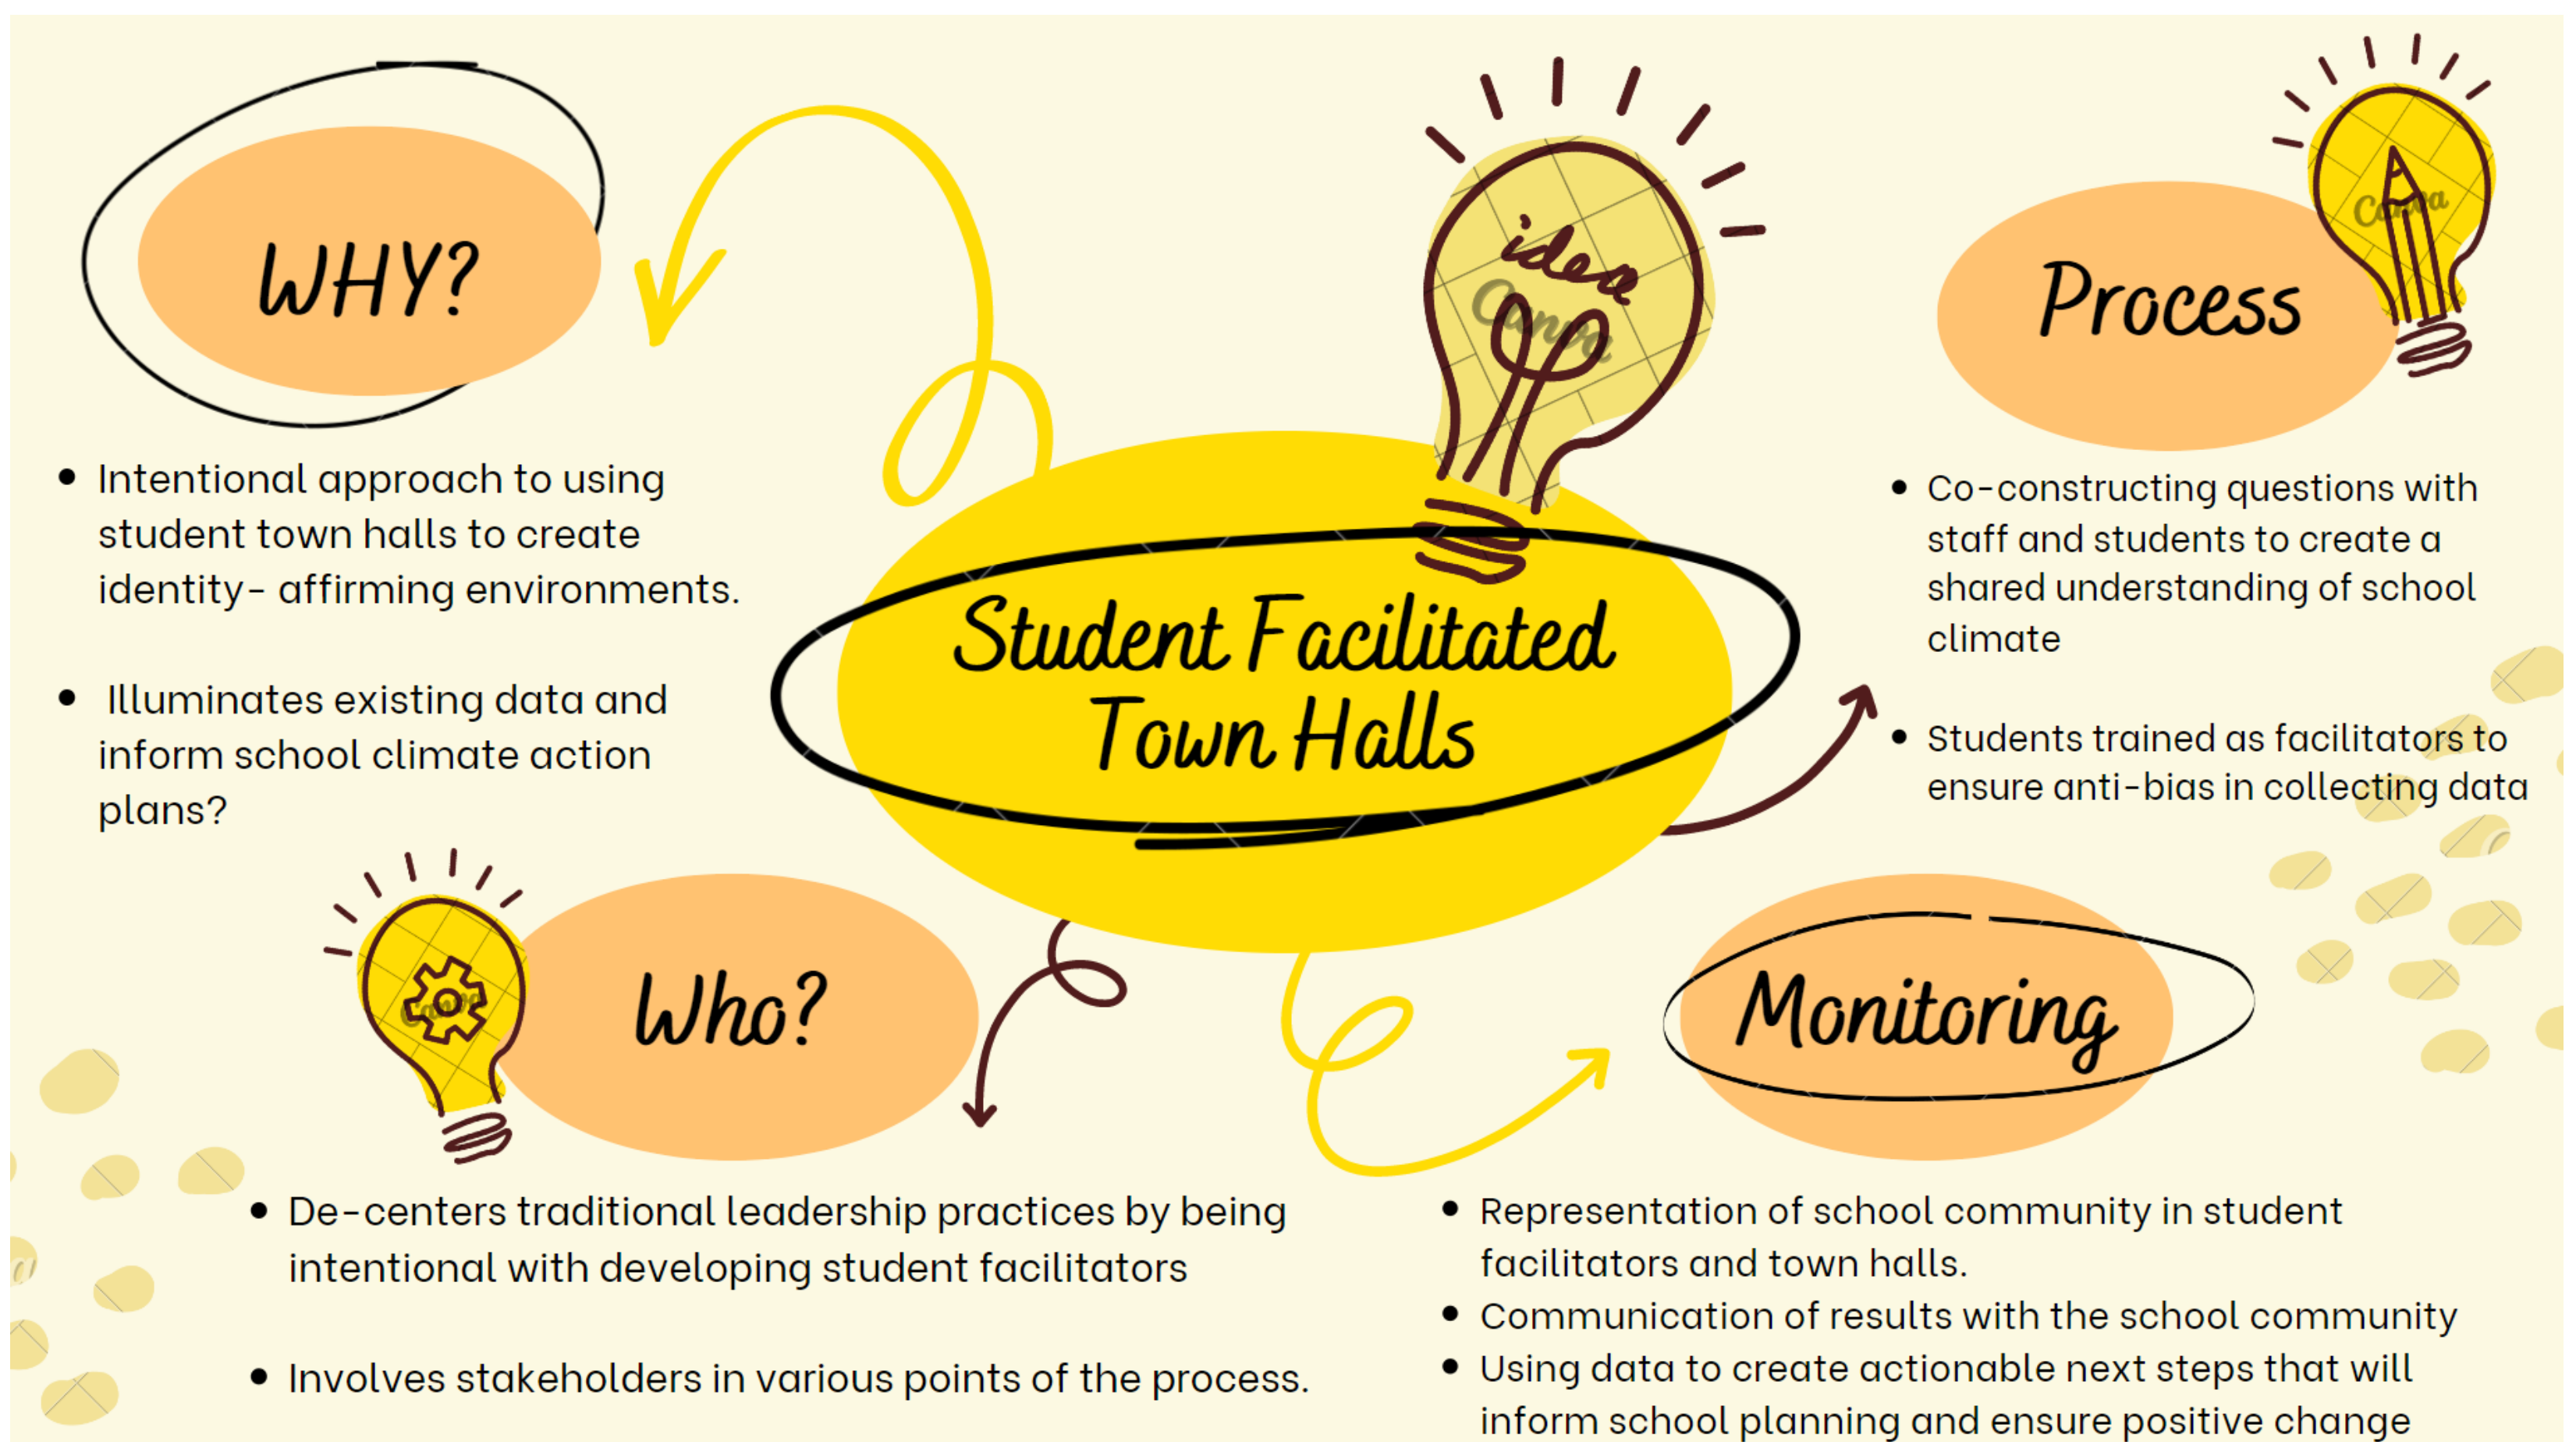 WHY?
• Intentional approach to using
student town halls to create
identity- affirming environments.
• Illuminates existing data and
inform school climate action
plans?
idea
Canva
Student Facilitated
Town Halls
Canva
Process
• Co-constructing questions with
staff and students to create a
shared understanding of school
climate
• Students trained as facilitators to
ensure anti-bias in collecting data
Canva
Who?
• De-centers traditional leadership practices by being
intentional with developing student facilitators
• Involves stakeholders in various points of the process.
Monitoring
• Representation of school community in student
facilitators and town halls.
• Communication of results with the school community
• Using data to create actionable next steps that will
inform school planning and ensure positive change